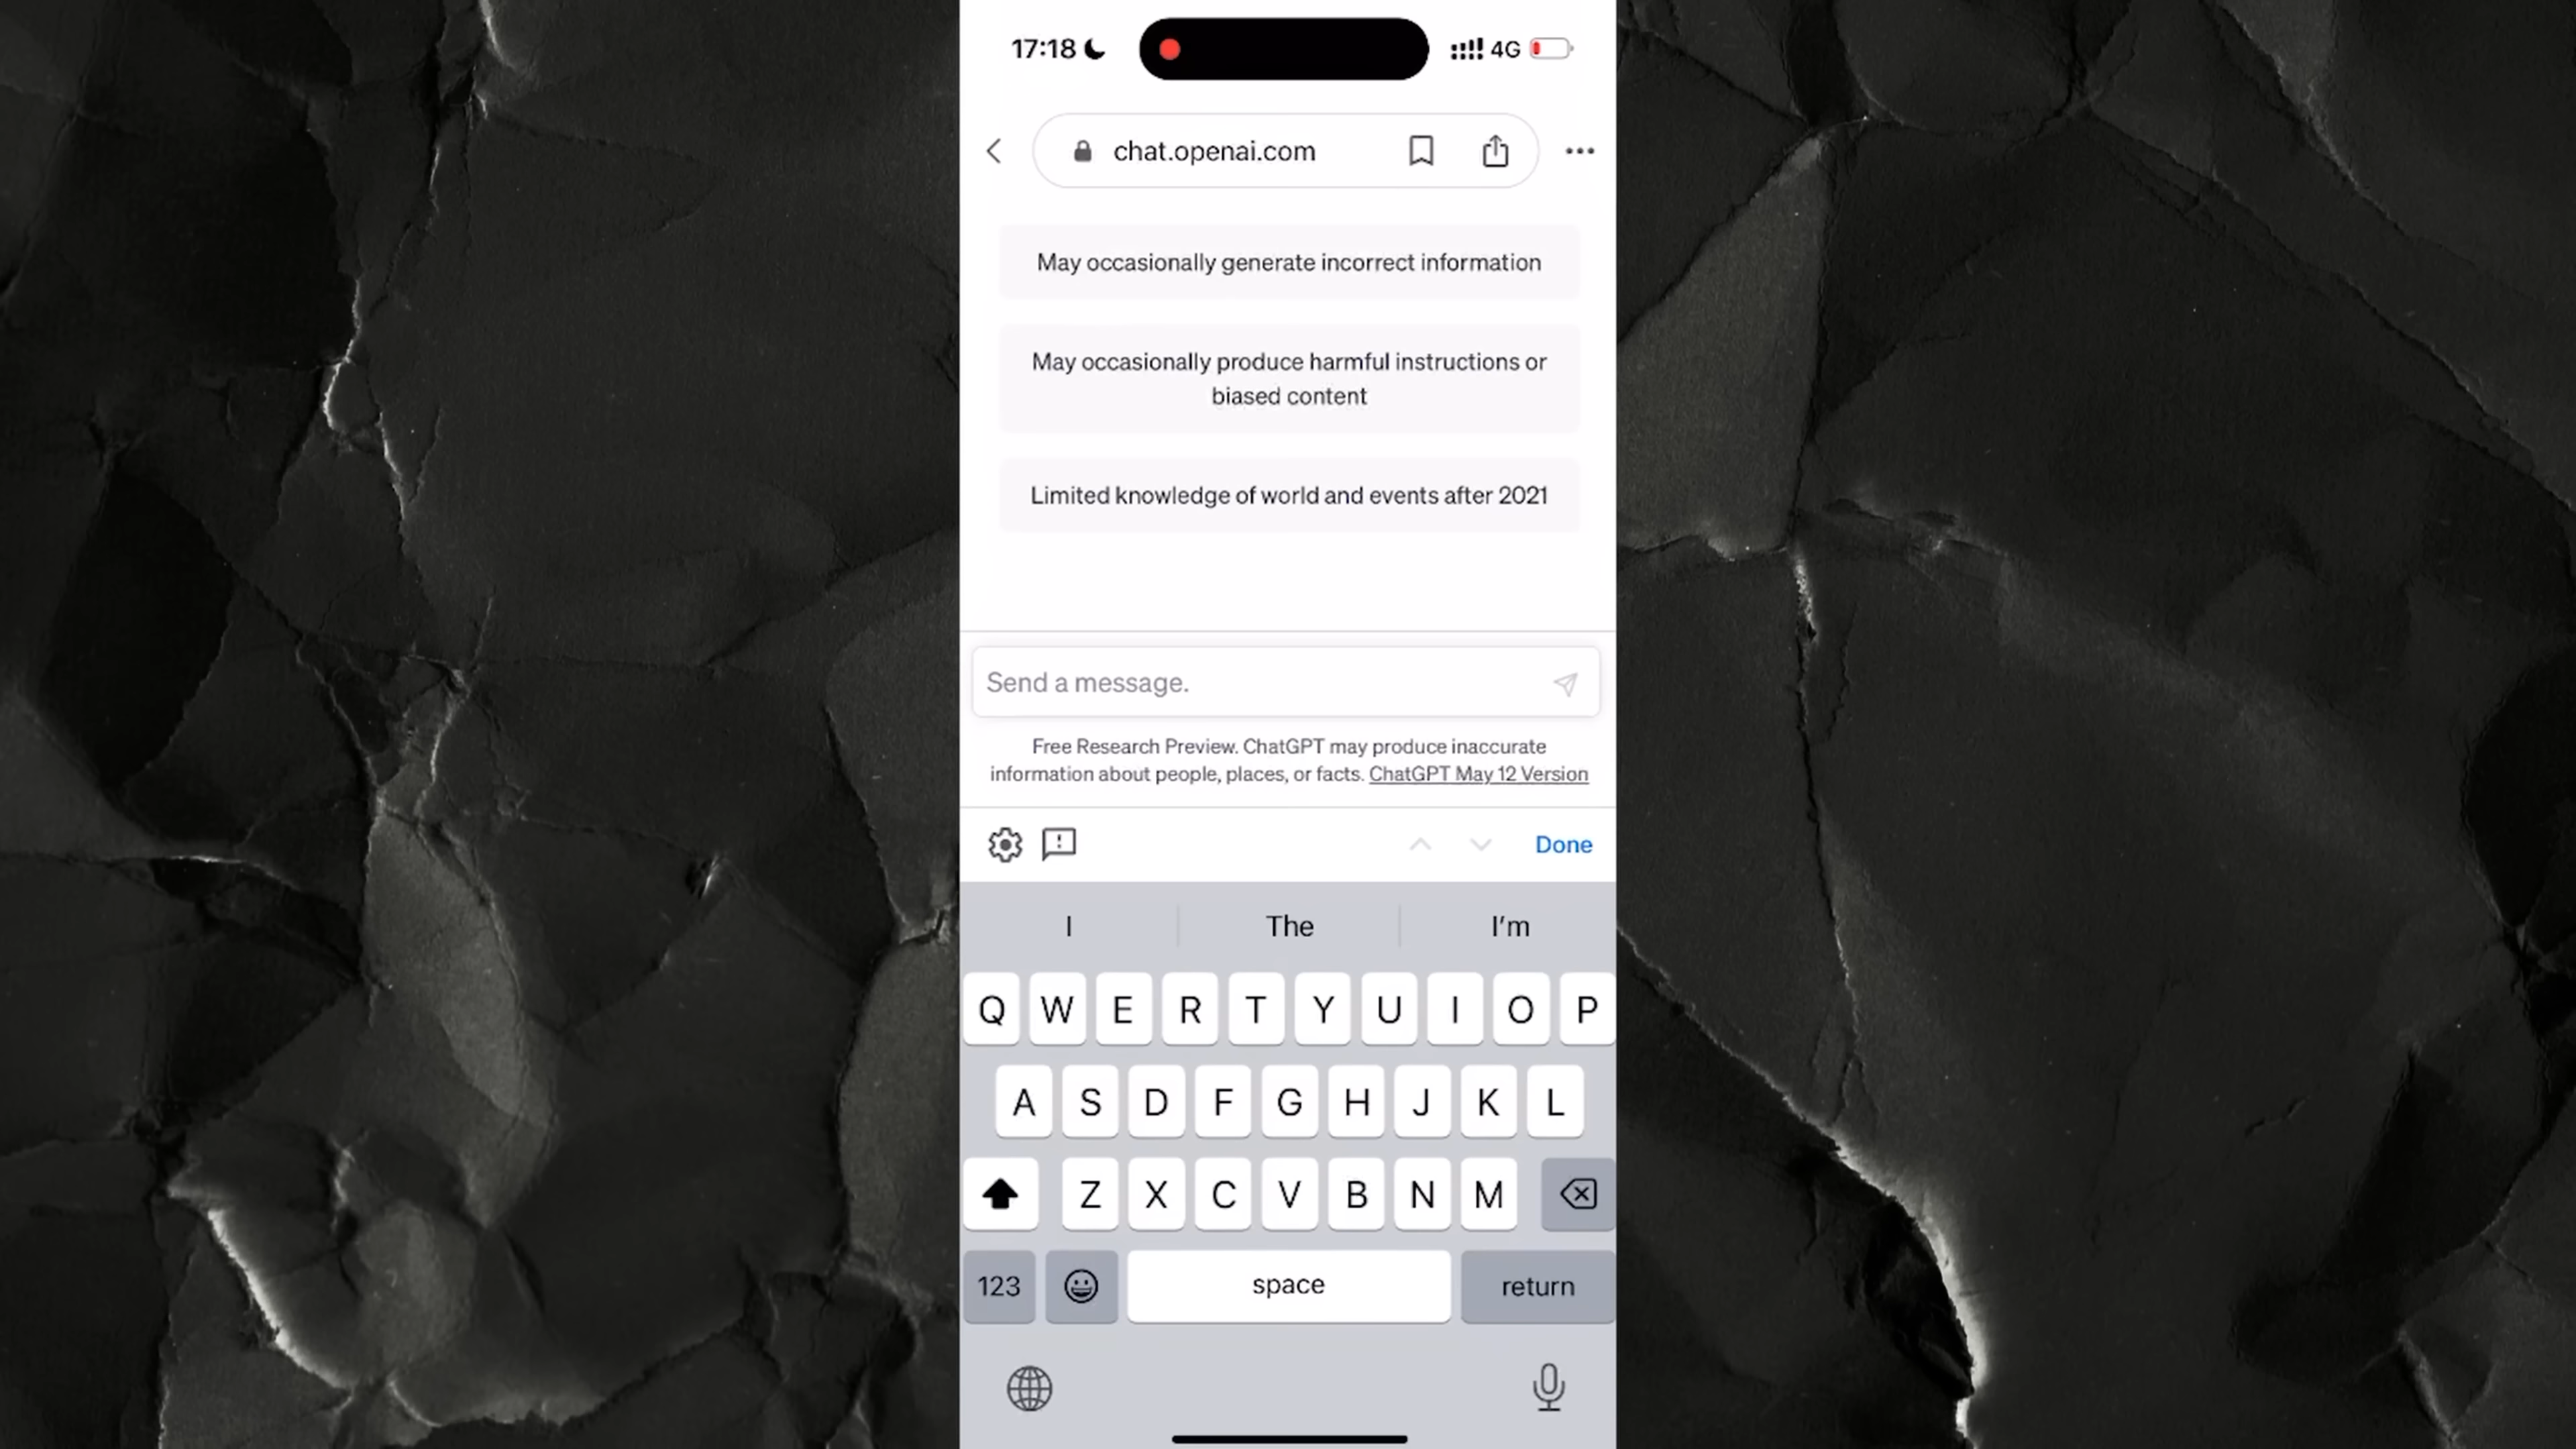 17:18
4G
chat.openai.com
May occasionally generate incorrect information
May occasionally produce harmful instructions or
biased content
Limited knowledge of world and events after 2021
Send a message.
Free Research Preview. ChatGPT may produce inaccurate
information about people, places, or facts. ChatGPT May 12 Version
Done
I The I'm
Q W E R T Y U I O P
A S D F G H J K L
Z X C V B N M
123 space return